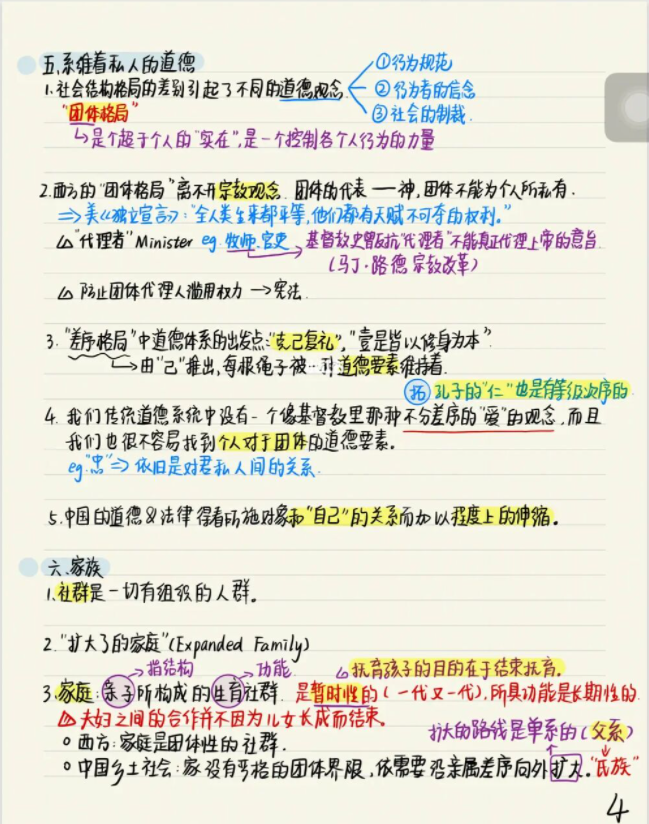 五.系维着私人的道德
1.社会结构格局的差别引起了不同的道德观念
①行为规范
②行为者的信念
③社会的制裁.
"团体格局"
↳是个超于个人的"实在",是一个控制各个人行为的力量
2.西方的"团体格局"离不开宗教观念.团体的代表一一神,团体不能为个人所私有.
⇒美《独立宣言》:"全人类生来都平等,他们都有天赋不可夺的权利."
△"代理者"Minister eg.牧师.官吏 → 基督教史曾反抗"代理者"不能真正代理上帝的意旨
(马丁·路德宗教改革)
△防止团体代理人滥用权力→宪法.
3."差序格局"中道德体系的出发点:"克己复礼","壹是皆以修身为本".
↳由"己"推出,每根绳子被一种道德要素维持着.
拓 孔子的"仁"也是有等级次序的.
4.我们传统道德系统中没有一个像基督教里那种不分差序的"爱"的观念,而且
我们也很不容易找到个人对于团体的道德要素.
eg."忠"⇒依旧是对君私人间的关系.
5.中国的道德&法律得看所施对象和"自己"的关系而加以程度上的伸缩。
六.家族
1.社群是一切有组织的人群。
2."扩大了的家庭"(Expanded Family)
指结构 功能 △抚育孩子的目的在于结束抚育.
3.家庭:亲子所构成的生育社群.是暂时性的(一代又一代),所具功能是长期性的.
△夫妇之间的合作并不因为儿女长成而结束.
扩大的路线是单系的(父系)
○西方:家庭是团体性的社群.
○中国乡土社会:家没有严格的团体界限,依需要沿亲属差序向外扩大."氏族"
4